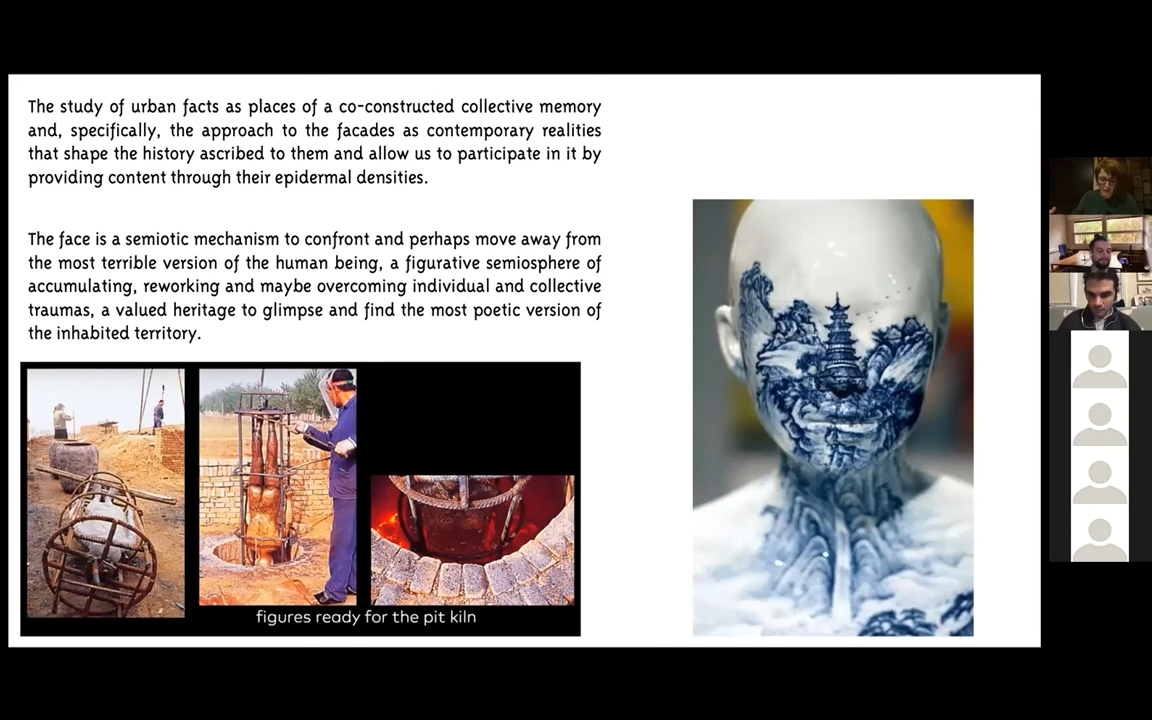 The study of urban facts as places of a co-constructed collective memory
and, specifically, the approach to the facades as contemporary realities
that shape the history ascribed to them and allow us to participate in it by
providing content through their epidermal densities.
The face is a semiotic mechanism to confront and perhaps move away from
the most terrible version of the human being, a figurative semiosphere of
accumulating, reworking and maybe overcoming individual and collective
traumas, a valued heritage to glimpse and find the most poetic version of
the inhabited territory.
figures ready for the pit kiln